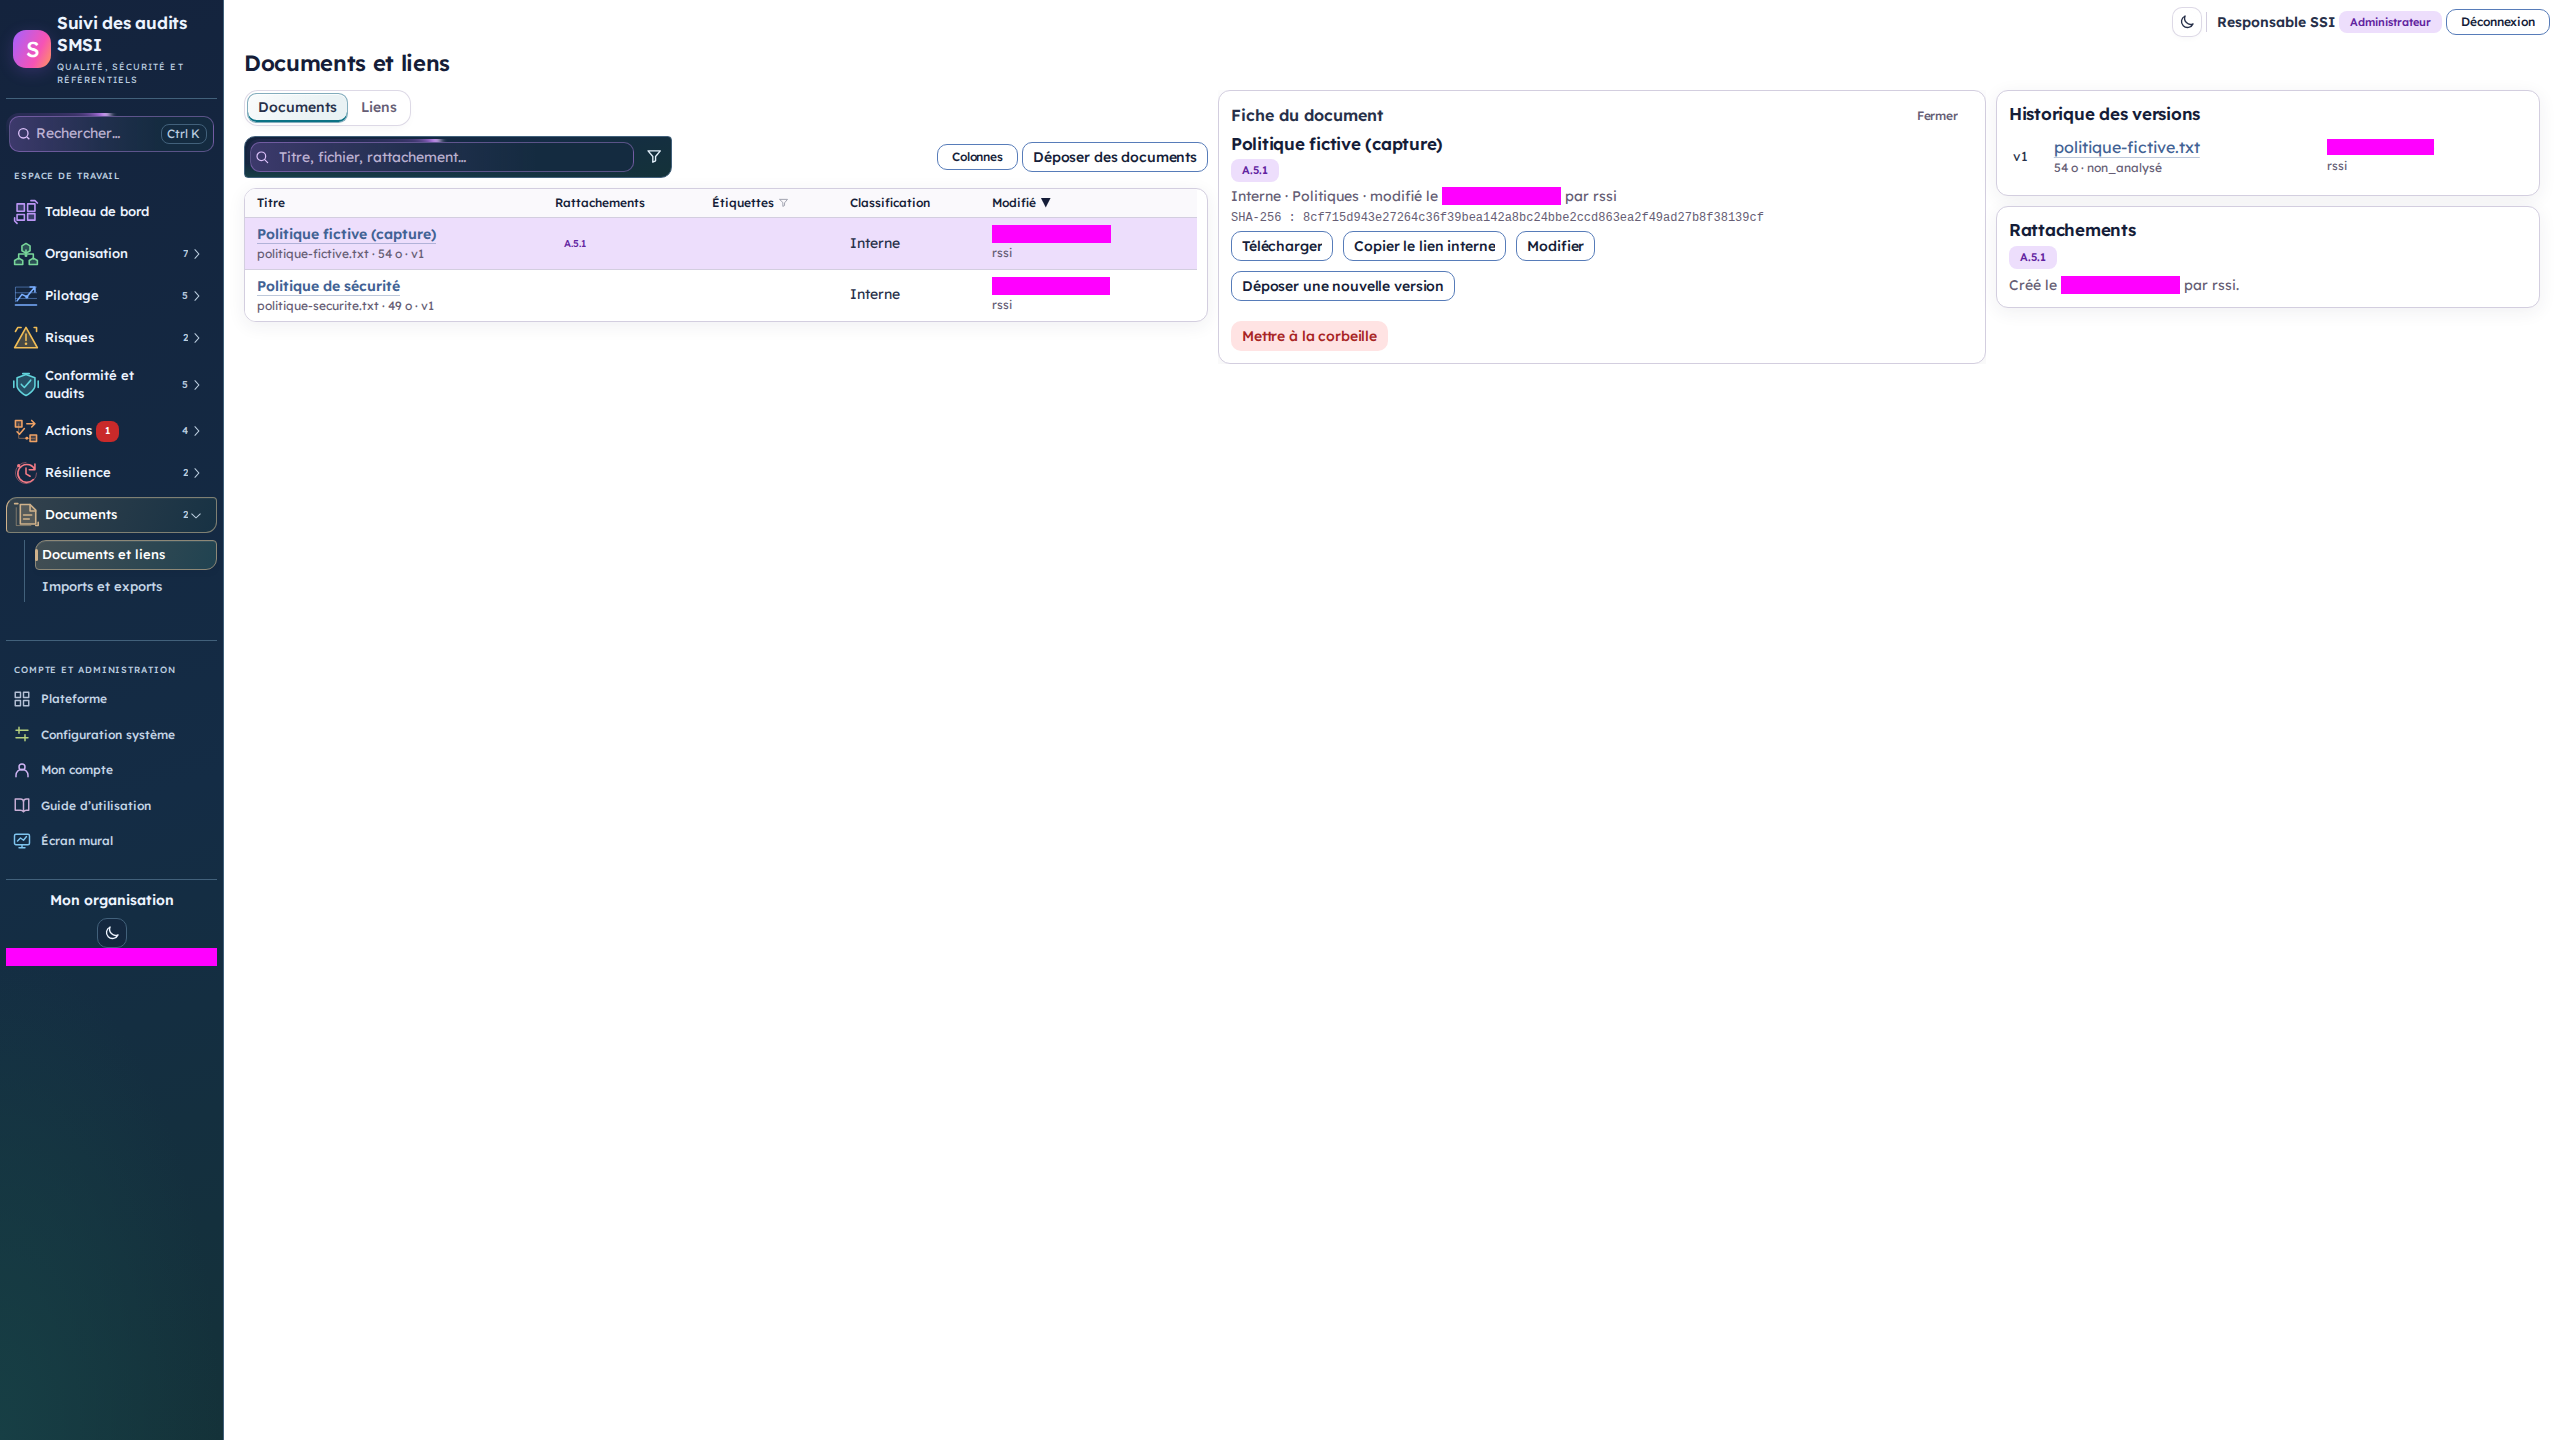 Suivi des audits
SMSI
QUALITÉ, SÉCURITÉ ET
RÉFÉRENTIELS
S
Rechercher… Ctrl K
ESPACE DE TRAVAIL
Tableau de bord
Organisation 7
Pilotage 5
Risques 2
Conformité et
audits 5
Actions 1 4
Résilience 2
Documents 2
Documents et liens
Imports et exports
COMPTE ET ADMINISTRATION
Plateforme
Configuration système
Mon compte
Guide d’utilisation
Écran mural
Mon organisation
Responsable SSI Administrateur Déconnexion
Documents et liens
Documents Liens
Titre, fichier, rattachement…
Colonnes Déposer des documents
Titre Rattachements Étiquettes Classification Modifié ▼
Politique fictive (capture) A.5.1 Interne
politique-fictive.txt · 54 o · v1 rssi
Politique de sécurité Interne
politique-securite.txt · 49 o · v1 rssi
Fiche du document Fermer
Politique fictive (capture)
A.5.1
Interne · Politiques · modifié le par rssi
SHA-256 : 8cf715d943e27264c36f39bea142a8bc24bbe2ccd863ea2f49ad27b8f38139cf
Télécharger Copier le lien interne Modifier
Déposer une nouvelle version
Mettre à la corbeille
Historique des versions
v1 politique-fictive.txt
54 o · non_analysé rssi
Rattachements
A.5.1
Créé le par rssi.